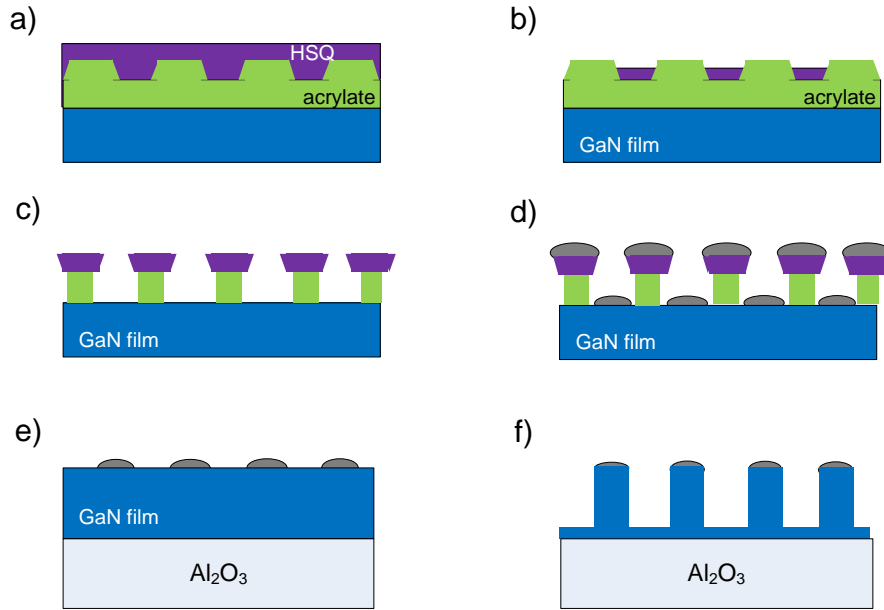 a)
HSQ
acrylate
b)
acrylate
GaN film
c)
GaN film
d)
GaN film
e)
GaN film
Al₂O₃
f)
Al₂O₃